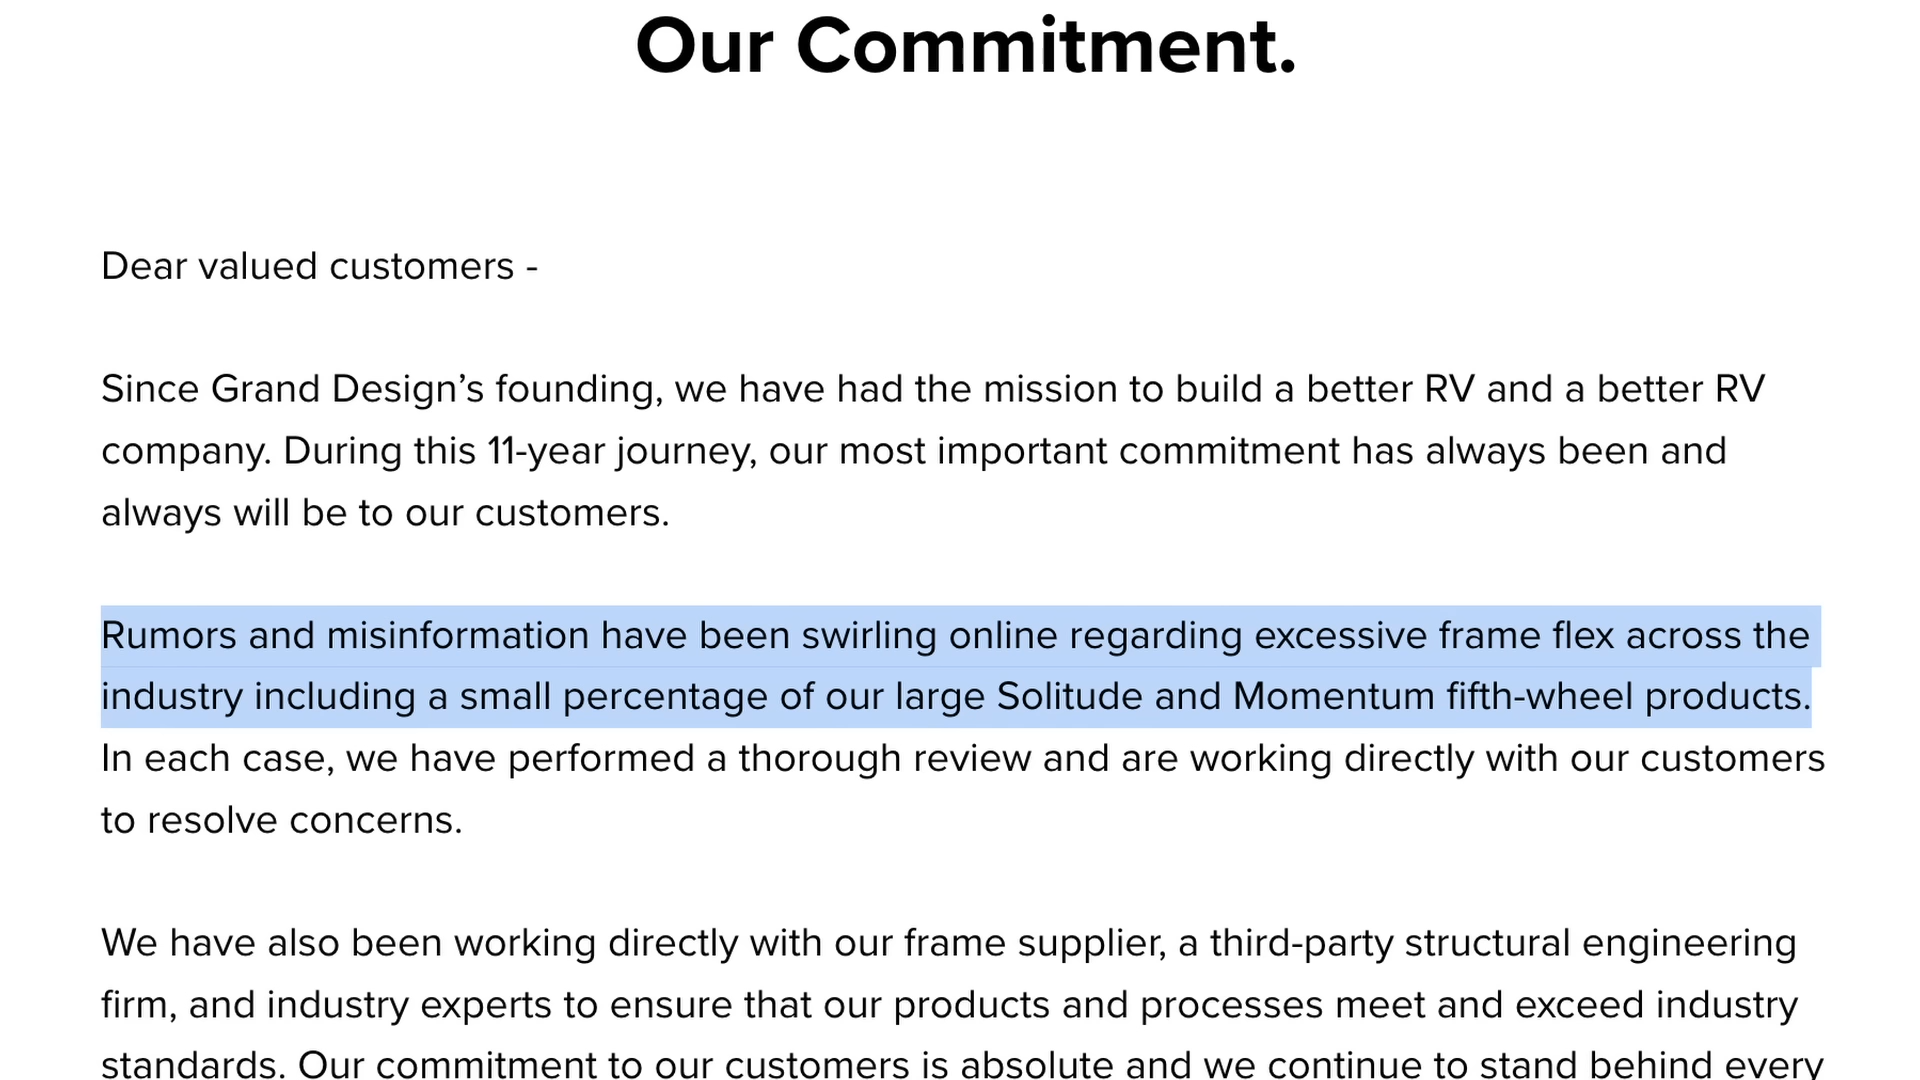 Our Commitment.
Dear valued customers -
Since Grand Design’s founding, we have had the mission to build a better RV and a better RV
company. During this 11-year journey, our most important commitment has always been and
always will be to our customers.
Rumors and misinformation have been swirling online regarding excessive frame flex across the
industry including a small percentage of our large Solitude and Momentum fifth-wheel products.
In each case, we have performed a thorough review and are working directly with our customers
to resolve concerns.
We have also been working directly with our frame supplier, a third-party structural engineering
firm, and industry experts to ensure that our products and processes meet and exceed industry
standards. Our commitment to our customers is absolute and we continue to stand behind every